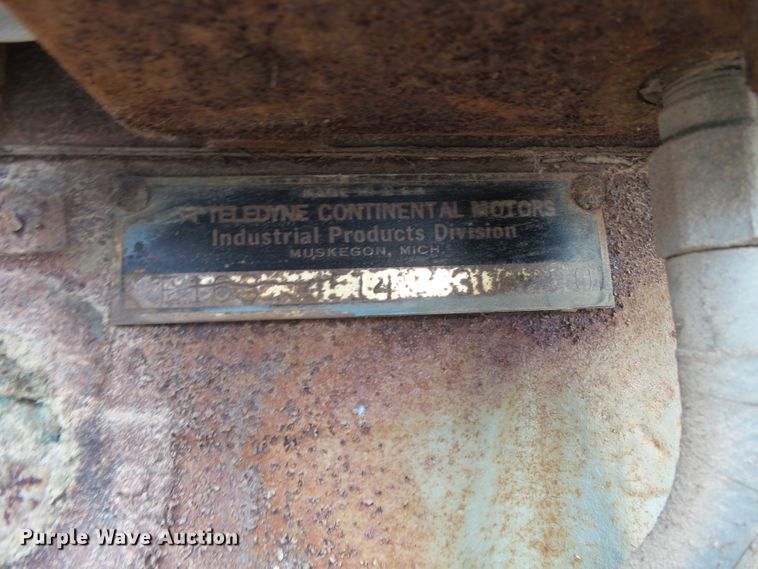 MADE IN U.S.A.
TELEDYNE CONTINENTAL MOTORS
Industrial Products Division
MUSKEGON, MICH.
Purple Wave Auction